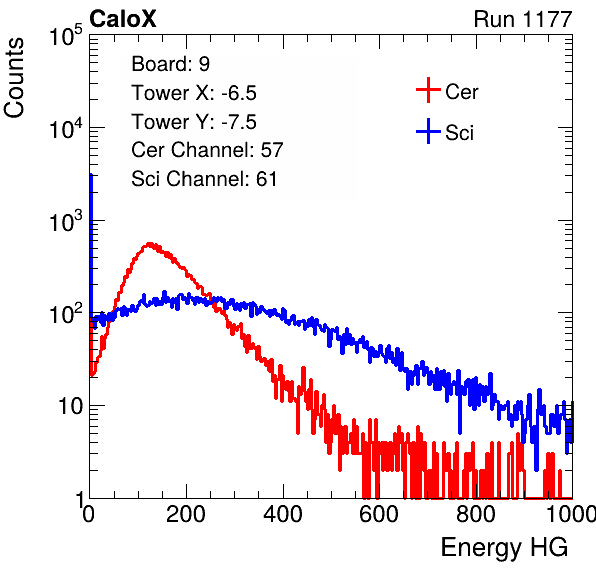 CaloX Run 1177
Counts
Board: 9
Tower X: -6.5
Tower Y: -7.5
Cer Channel: 57
Sci Channel: 61
Cer
Sci
10^5
10^4
10^3
10^2
10
1
0 200 400 600 800 1000
Energy HG